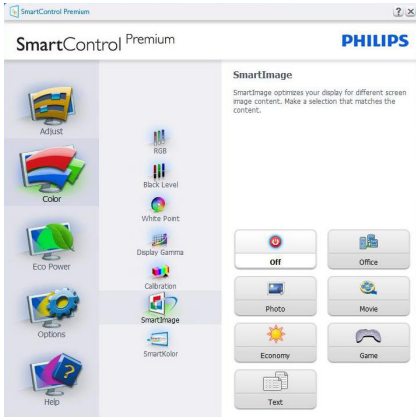 SmartControl Premium
SmartControl Premium
PHILIPS
Adjust
Color
Eco Power
Options
Help
RGB
Black Level
White Point
Display Gamma
Calibration
SmartImage
SmartKolor
SmartImage
SmartImage optimizes your display for different screen
image content. Make a selection that matches the
content.
Off
Office
Photo
Movie
Economy
Game
Text